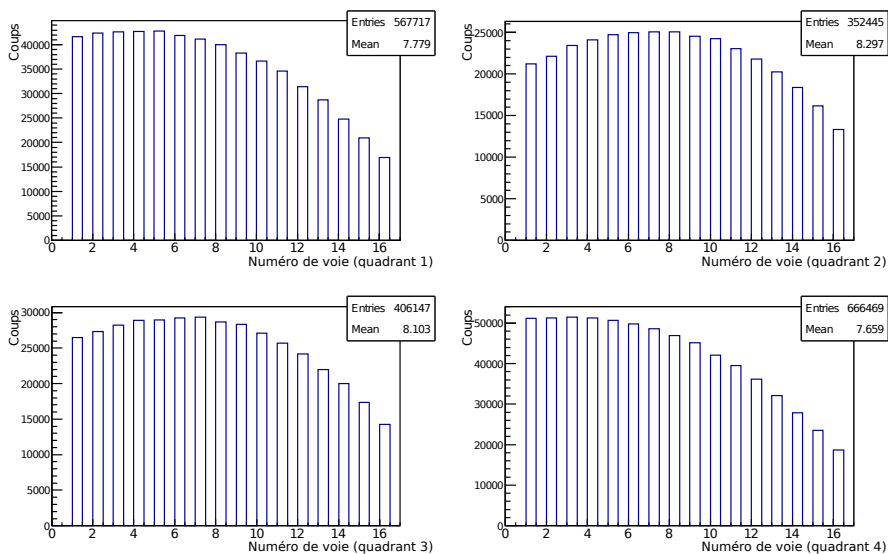 Entries 567717
Mean 7.779
Coups
40000
35000
30000
25000
20000
15000
10000
5000
0
0 2 4 6 8 10 12 14 16
Numéro de voie (quadrant 1)
Entries 352445
Mean 8.297
Coups
25000
20000
15000
10000
5000
0
0 2 4 6 8 10 12 14 16
Numéro de voie (quadrant 2)
Entries 406147
Mean 8.103
Coups
30000
25000
20000
15000
10000
5000
0
0 2 4 6 8 10 12 14 16
Numéro de voie (quadrant 3)
Entries 666469
Mean 7.659
Coups
50000
40000
30000
20000
10000
0
0 2 4 6 8 10 12 14 16
Numéro de voie (quadrant 4)